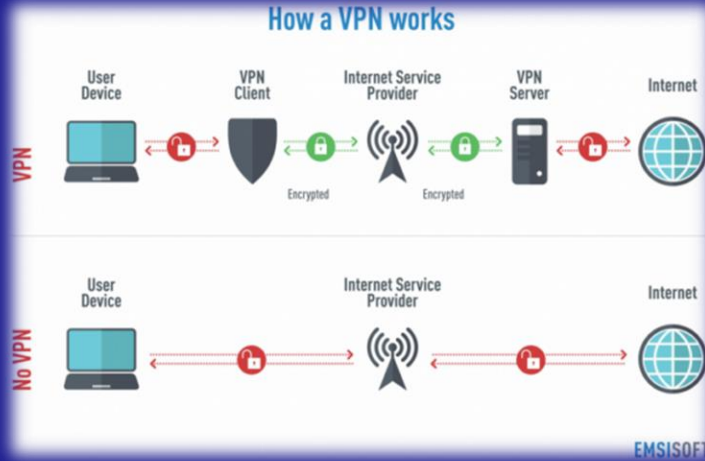 How a VPN works
User
Device
VPN
Client
Internet Service
Provider
VPN
Server
Internet
VPN
Encrypted
Encrypted
User
Device
Internet Service
Provider
Internet
No VPN
EMSISOFT